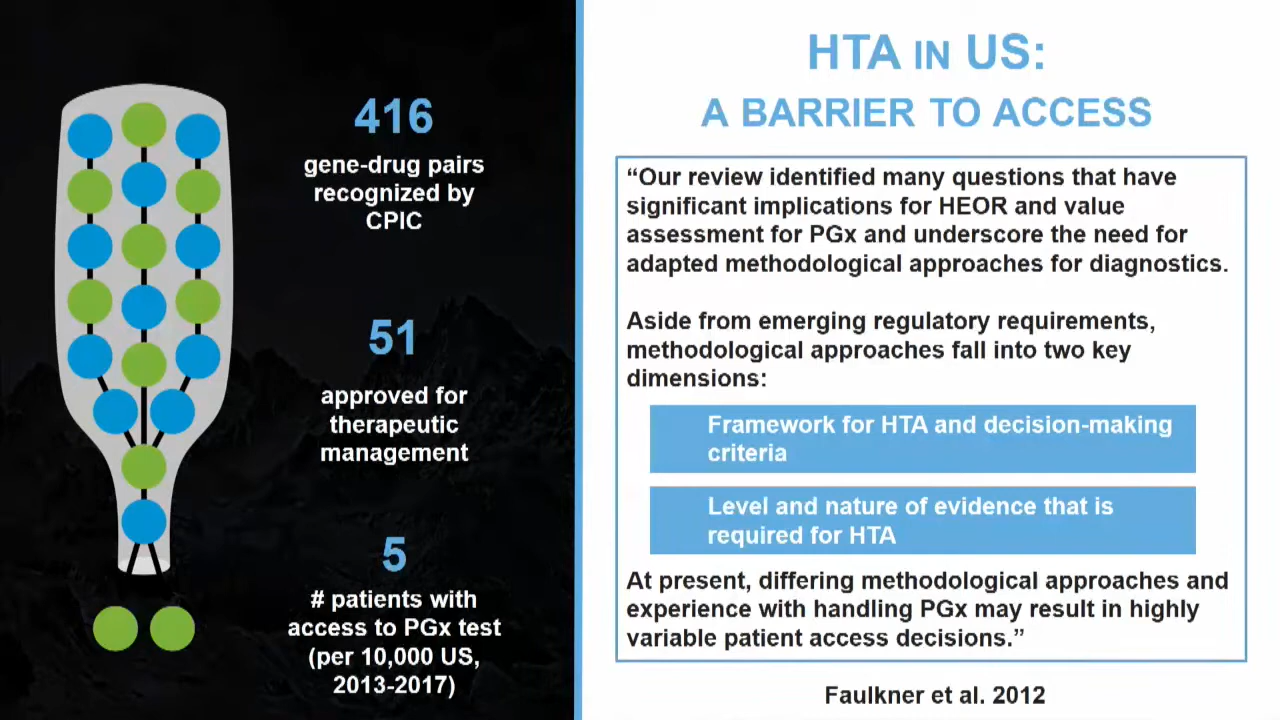 416
gene-drug pairs
recognized by
CPIC
51
approved for
therapeutic
management
5
# patients with
access to PGx test
(per 10,000 US,
2013-2017)
HTA IN US:
A BARRIER TO ACCESS
“Our review identified many questions that have
significant implications for HEOR and value
assessment for PGx and underscore the need for
adapted methodological approaches for diagnostics.
Aside from emerging regulatory requirements,
methodological approaches fall into two key
dimensions:
Framework for HTA and decision-making
criteria
Level and nature of evidence that is
required for HTA
At present, differing methodological approaches and
experience with handling PGx may result in highly
variable patient access decisions.”
Faulkner et al. 2012